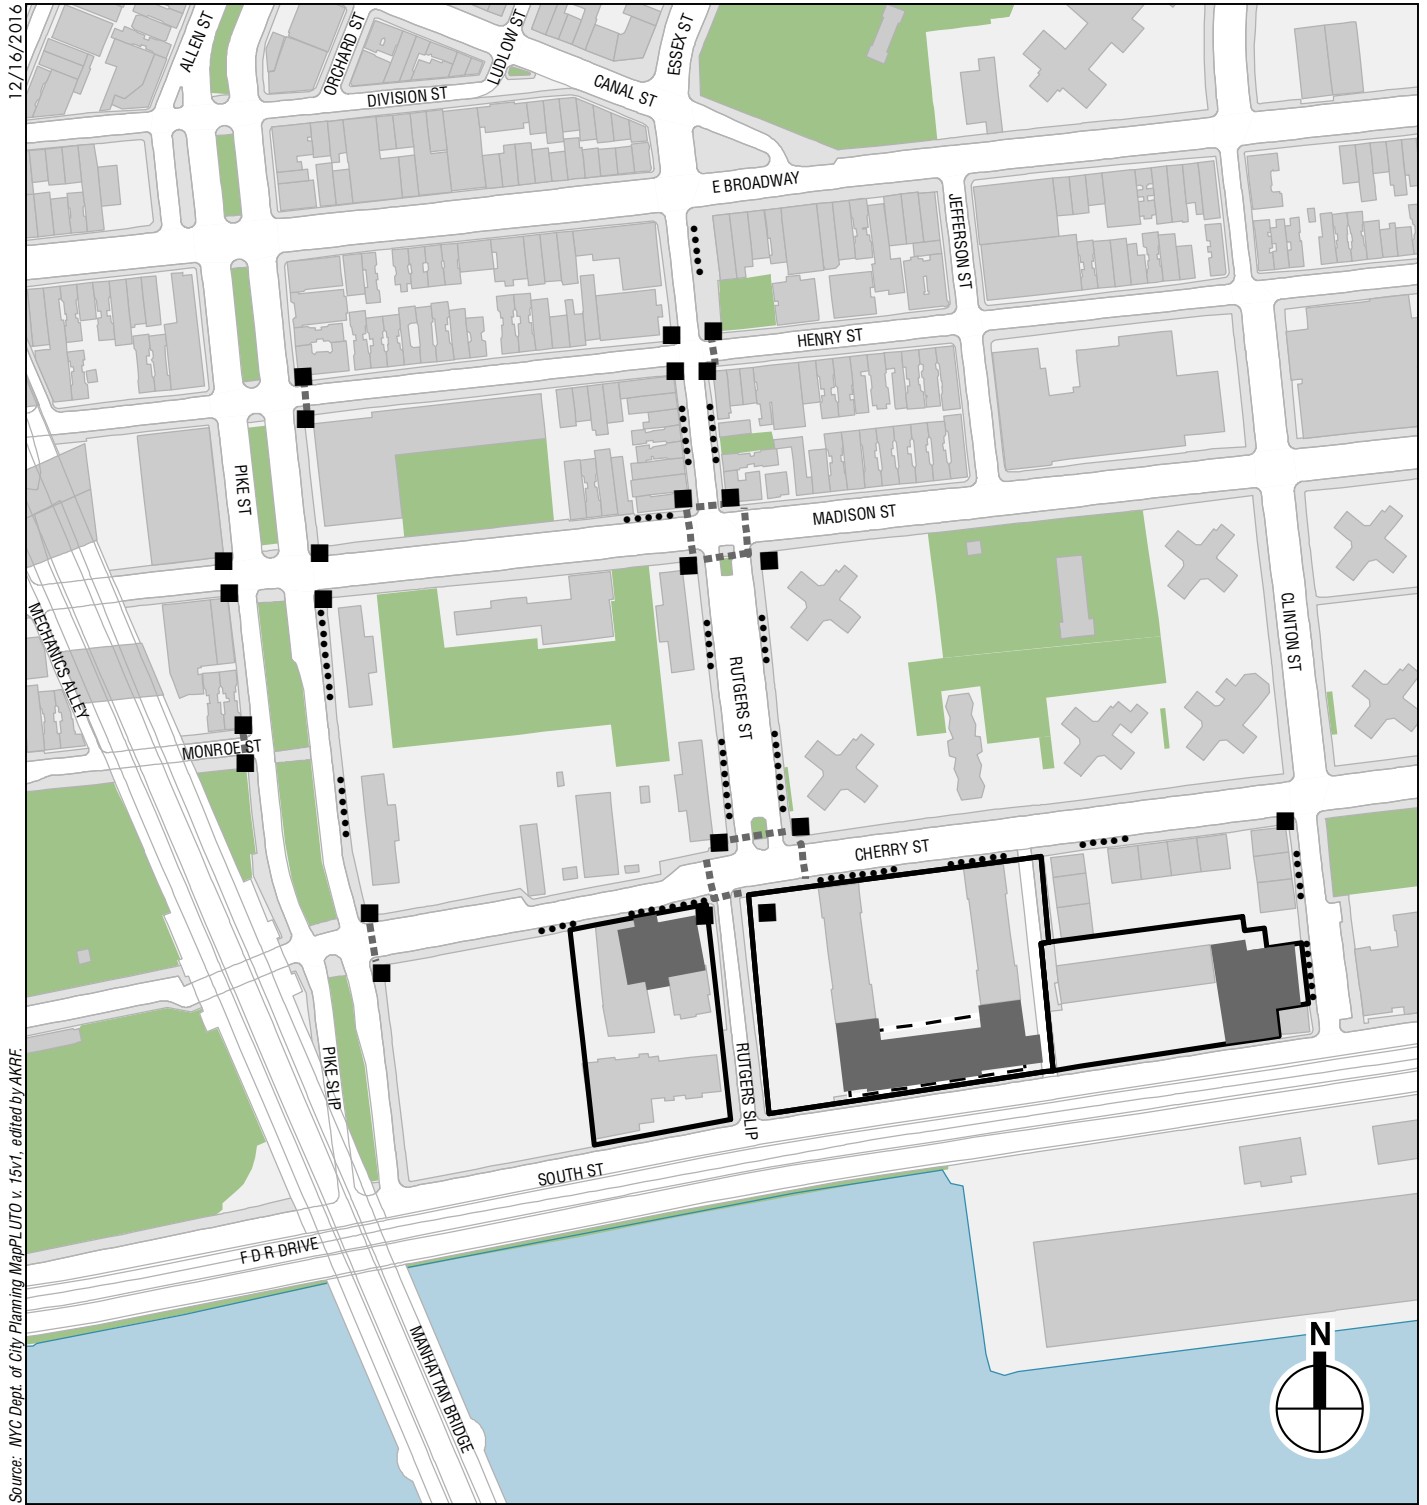 12/16/2016
ALLEN ST
ORCHARD ST
LUDLOW ST
ESSEX ST
CANAL ST
DIVISION ST
E BROADWAY
JEFFERSON ST
HENRY ST
PIKE ST
MADISON ST
MECHANICS ALLEY
CLINTON ST
RUTGERS ST
MONROE ST
CHERRY ST
PIKE SLIP
RUTGERS SLIP
SOUTH ST
F D R DRIVE
MANHATTAN BRIDGE
N
Source: NYC Dept. of City Planning MapPLUTO v. 15v1, edited by AKRF.